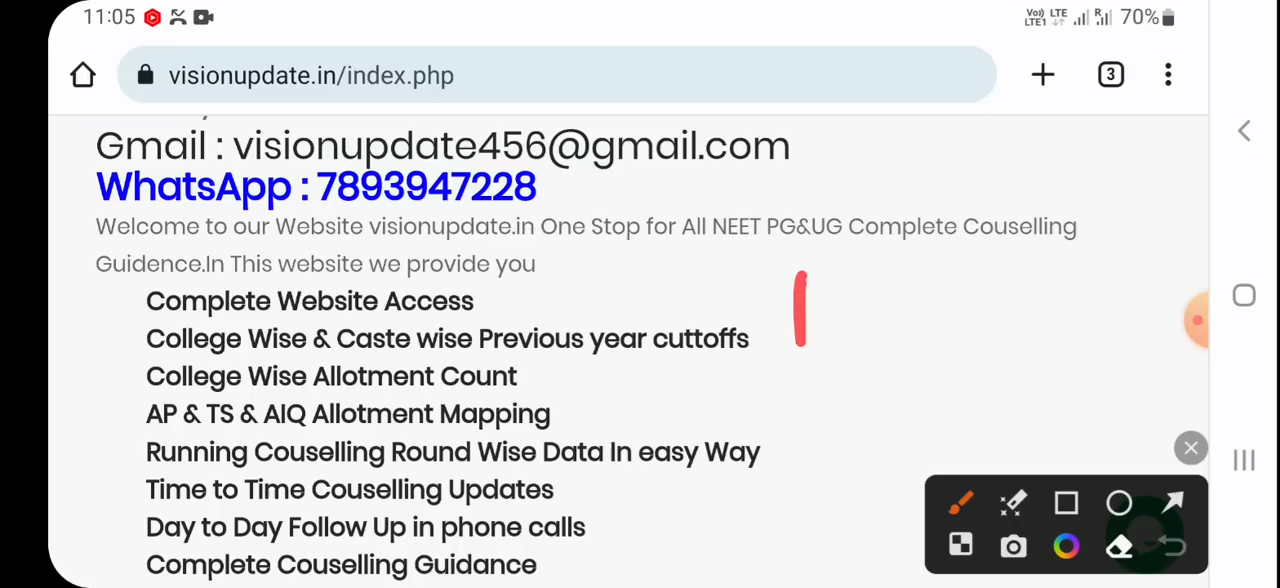 11:05 Vo)) LTE R 70%
LTE1
visionupdate.in/index.php 3
Gmail : visionupdate456@gmail.com
WhatsApp : 7893947228
Welcome to our Website visionupdate.in One Stop for All NEET PG&UG Complete Couselling
Guidence.In This website we provide you
Complete Website Access
College Wise & Caste wise Previous year cuttoffs
College Wise Allotment Count
AP & TS & AIQ Allotment Mapping
Running Couselling Round Wise Data In easy Way
Time to Time Couselling Updates
Day to Day Follow Up in phone calls
Complete Couselling Guidance